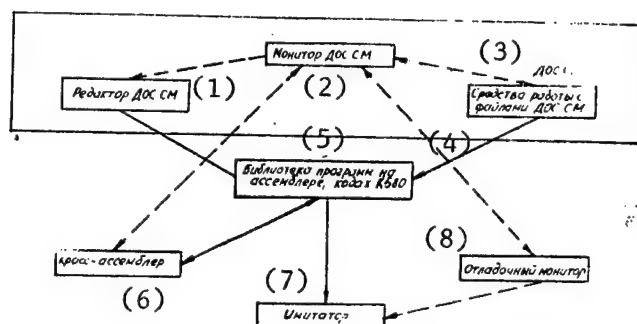 Монитор ДОС СМ
(3)
ДОС С
Редактор ДОС СМ
(1)
(2)
Средства работы с
файлами ДОС СМ
(5)
(4)
Библиотека программ на
ассемблере, кодах К580
(8)
Кросс-ассемблер
(7)
Отладочный монитор
(6)
Имитатор